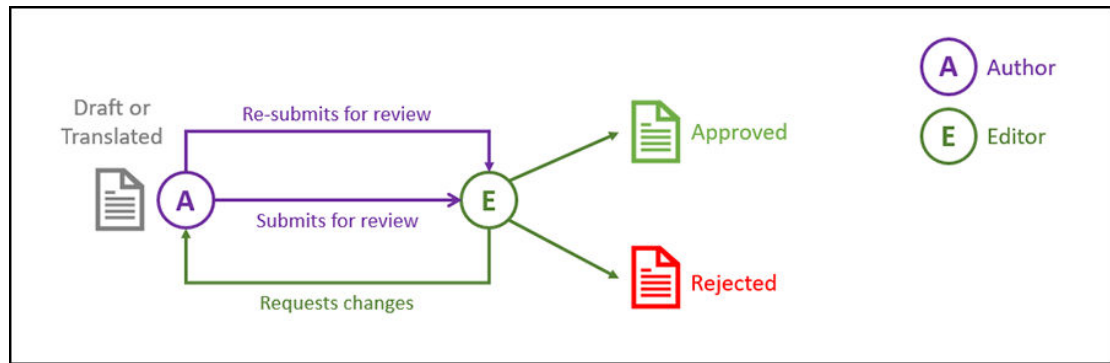 Draft or
Translated
A
Re-submits for review
Submits for review
Requests changes
E
Approved
Rejected
A Author
E Editor